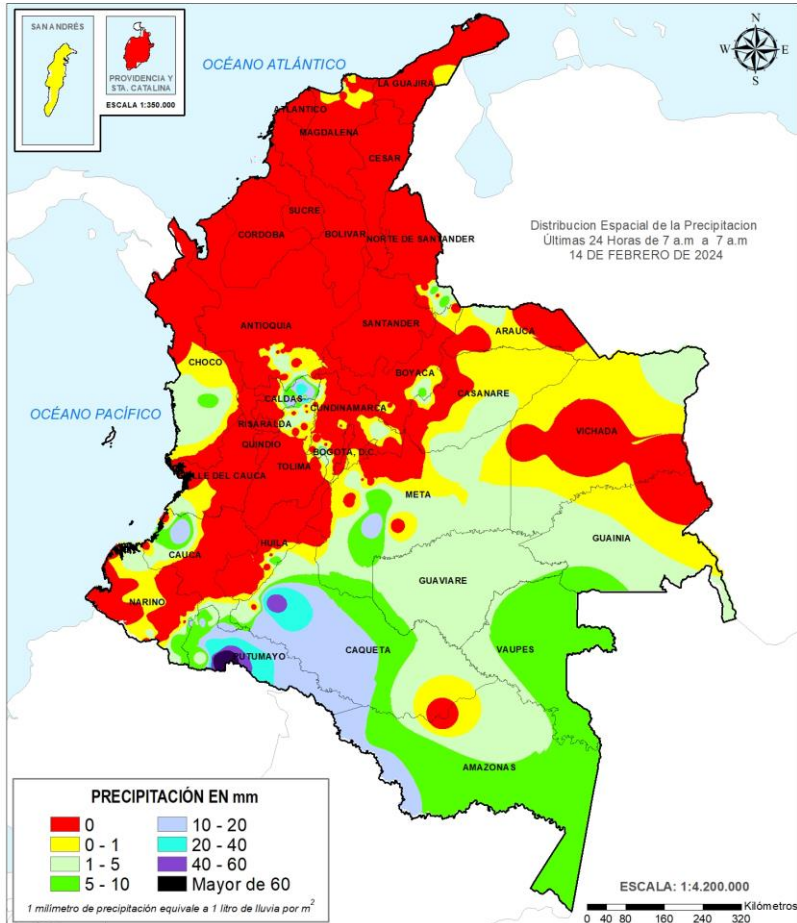 SAN ANDRÉS
PROVIDENCIA Y
STA. CATALINA
ESCALA 1:350.000
OCÉANO ATLÁNTICO
N
W E
S
LA GUAJIRA
ATLANTICO
MAGDALENA
CESAR
SUCRE
CORDOBA
BOLIVAR
NORTE DE SANTANDER
Distribucion Espacial de la Precipitacion
Últimas 24 Horas de 7 a.m a 7 a.m
14 DE FEBRERO DE 2024
ANTIOQUIA
SANTANDER
ARAUCA
CHOCO
BOYACA
CASANARE
CALDAS
CUNDINAMARCA
OCÉANO PACÍFICO
RISARALDA
VICHADA
QUINDIO
BOGOTA, D.C.
TOLIMA
VALLE DEL CAUCA
META
GUAINIA
CAUCA
HUILA
GUAVIARE
NARIÑO
PUTUMAYO
CAQUETA
VAUPES
AMAZONAS
PRECIPITACIÓN EN mm
0 10 - 20
0 - 1 20 - 40
1 - 5 40 - 60
5 - 10 Mayor de 60
1 milímetro de precipitación equivale a 1 litro de lluvia por m²
ESCALA: 1:4.200.000
Kilómetros
0 40 80 160 240 320